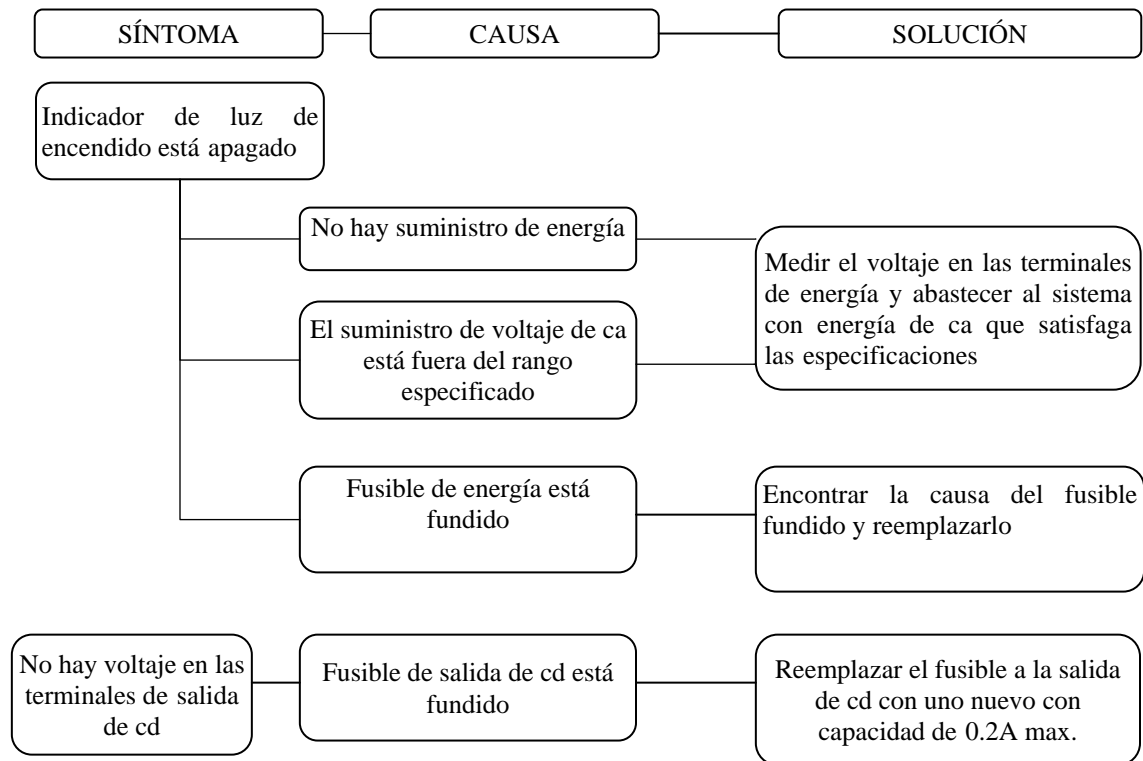 SÍNTOMA
CAUSA
SOLUCIÓN
Indicador de luz de
encendido está apagado
No hay suministro de energía
El suministro de voltaje de ca
está fuera del rango
especificado
Medir el voltaje en las terminales
de energía y abastecer al sistema
con energía de ca que satisfaga
las especificaciones
Fusible de energía está
fundido
Encontrar la causa del fusible
fundido y reemplazarlo
No hay voltaje en las
terminales de salida
de cd
Fusible de salida de cd está
fundido
Reemplazar el fusible a la salida
de cd con uno nuevo con
capacidad de 0.2A max.